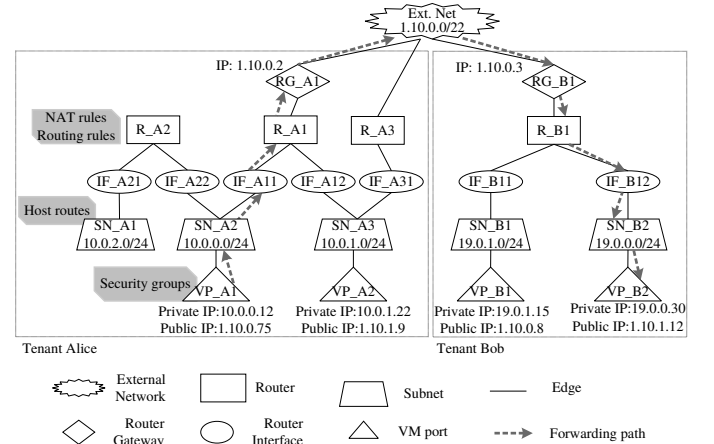 Ext. Net
1.10.0.0/22
IP: 1.10.0.2
IP: 1.10.0.3
RG_A1
RG_B1
NAT rules
Routing rules
R_A2
R_A1
R_A3
R_B1
IF_A21
IF_A22
IF_A11
IF_A12
IF_A31
IF_B11
IF_B12
Host routes
SN_A1
10.0.2.0/24
SN_A2
10.0.0.0/24
SN_A3
10.0.1.0/24
SN_B1
19.0.1.0/24
SN_B2
19.0.0.0/24
Security groups
VP_A1
VP_A2
VP_B1
VP_B2
Private IP:10.0.0.12
Public IP:1.10.0.75
Private IP:10.0.1.22
Public IP:1.10.1.9
Private IP:19.0.1.15
Public IP:1.10.0.8
Private IP:19.0.0.30
Public IP:1.10.1.12
Tenant Alice
Tenant Bob
External
Network
Router
Subnet
Edge
Router
Gateway
Router
Interface
VM port
Forwarding path